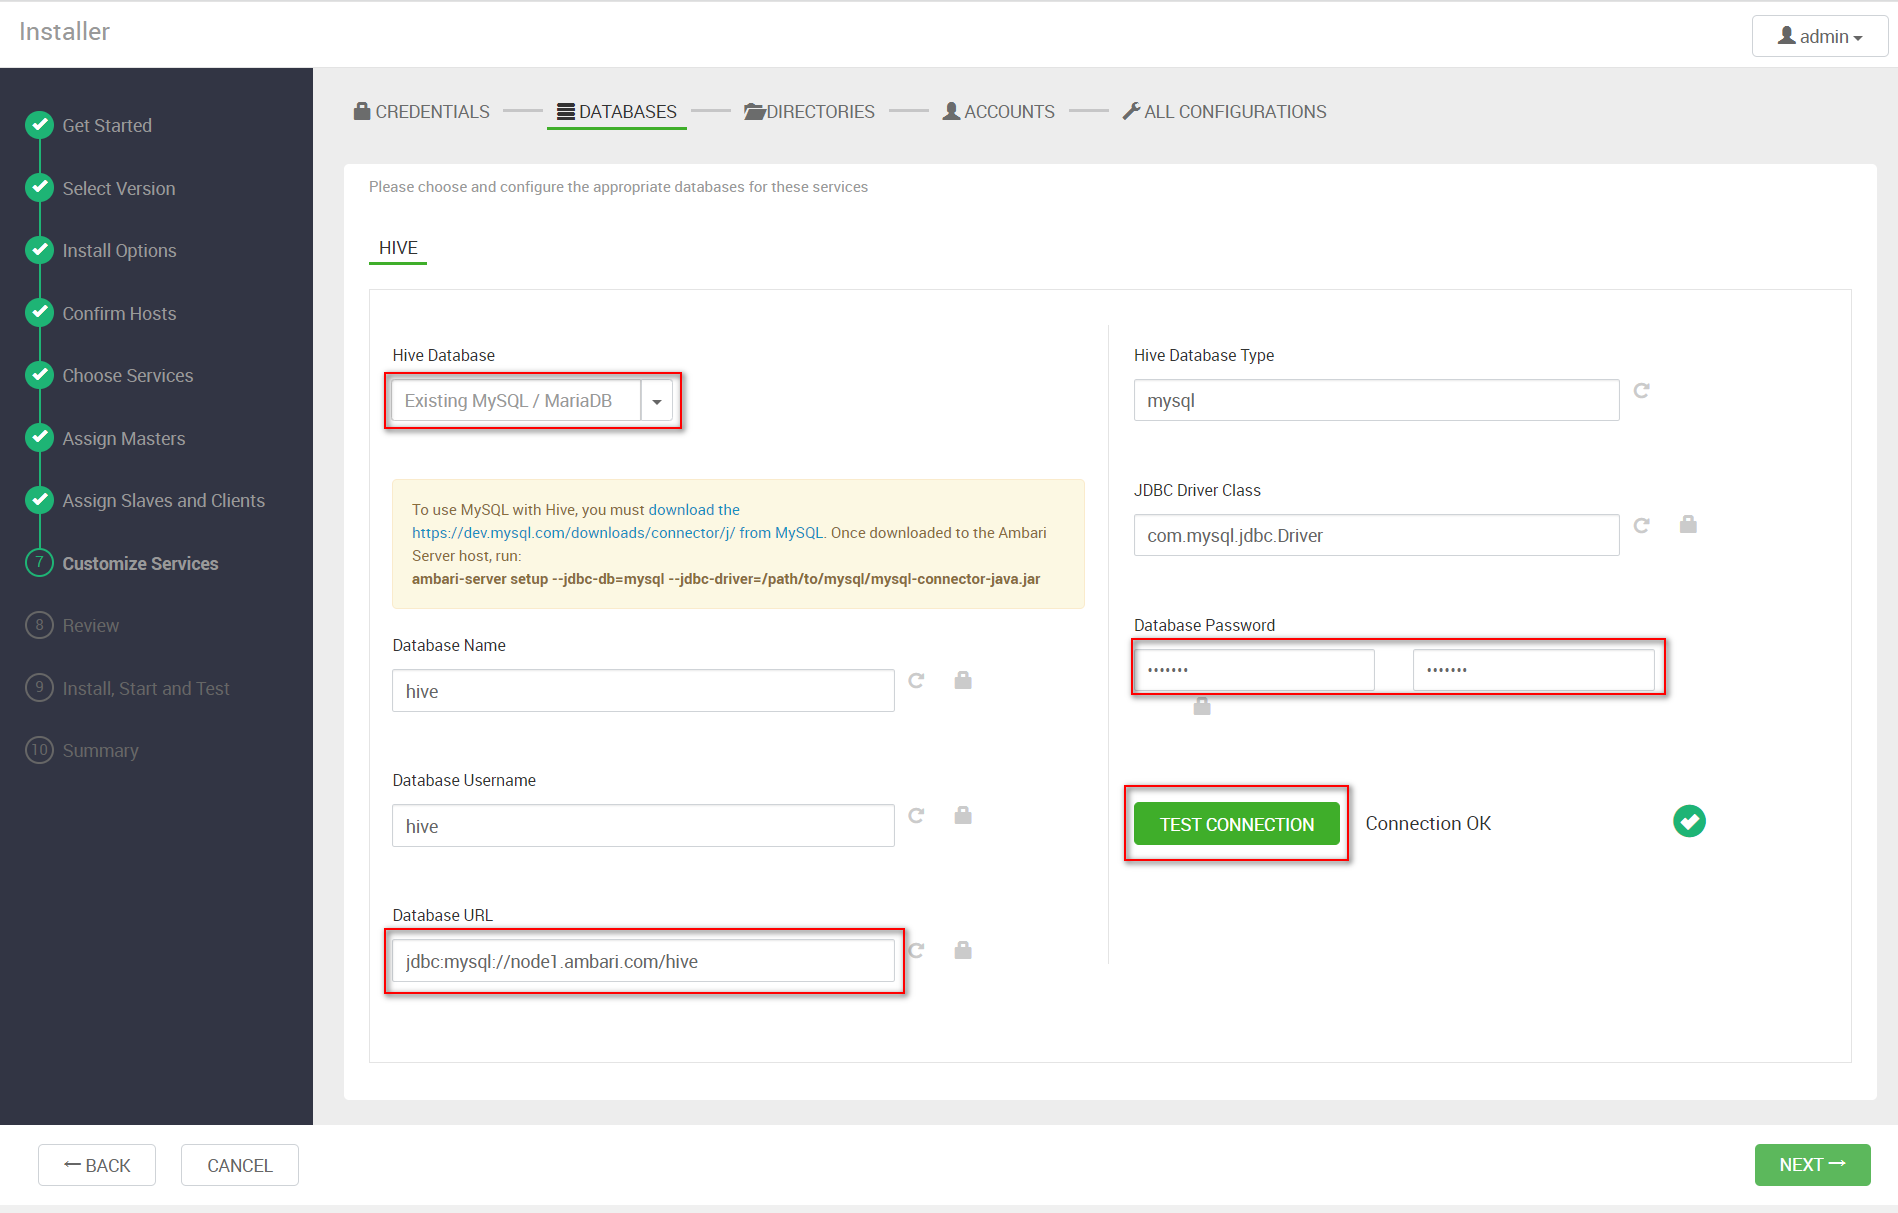 Installer
admin
Get Started
Select Version
Install Options
Confirm Hosts
Choose Services
Assign Masters
Assign Slaves and Clients
7 Customize Services
8 Review
9 Install, Start and Test
10 Summary
CREDENTIALS DATABASES DIRECTORIES ACCOUNTS ALL CONFIGURATIONS
Please choose and configure the appropriate databases for these services
HIVE
Hive Database
Existing MySQL / MariaDB
To use MySQL with Hive, you must download the
https://dev.mysql.com/downloads/connector/j/ from MySQL. Once downloaded to the Ambari
Server host, run:
ambari-server setup --jdbc-db=mysql --jdbc-driver=/path/to/mysql/mysql-connector-java.jar
Database Name
hive
Database Username
hive
Database URL
jdbc:mysql://node1.ambari.com/hive
Hive Database Type
mysql
JDBC Driver Class
com.mysql.jdbc.Driver
Database Password
••••••• •••••••
TEST CONNECTION Connection OK
← BACK CANCEL NEXT →